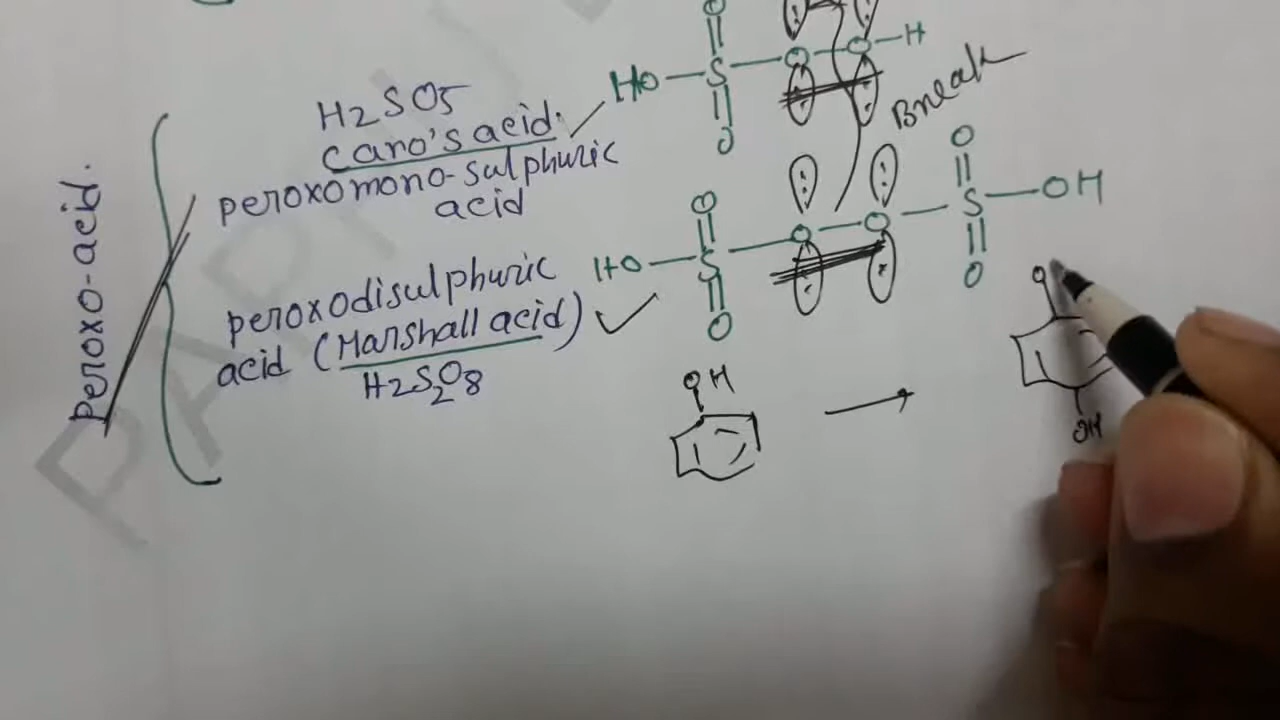 Peroxo-acid.
H2SO5
Caro's acid.
peroxomono-sulphuric
acid
peroxodisulphuric
acid (Marshall acid)
H2S2O8
O
HO S O O H
O
Break
O
O S OH
HO S O O
O O
OH
O
OH